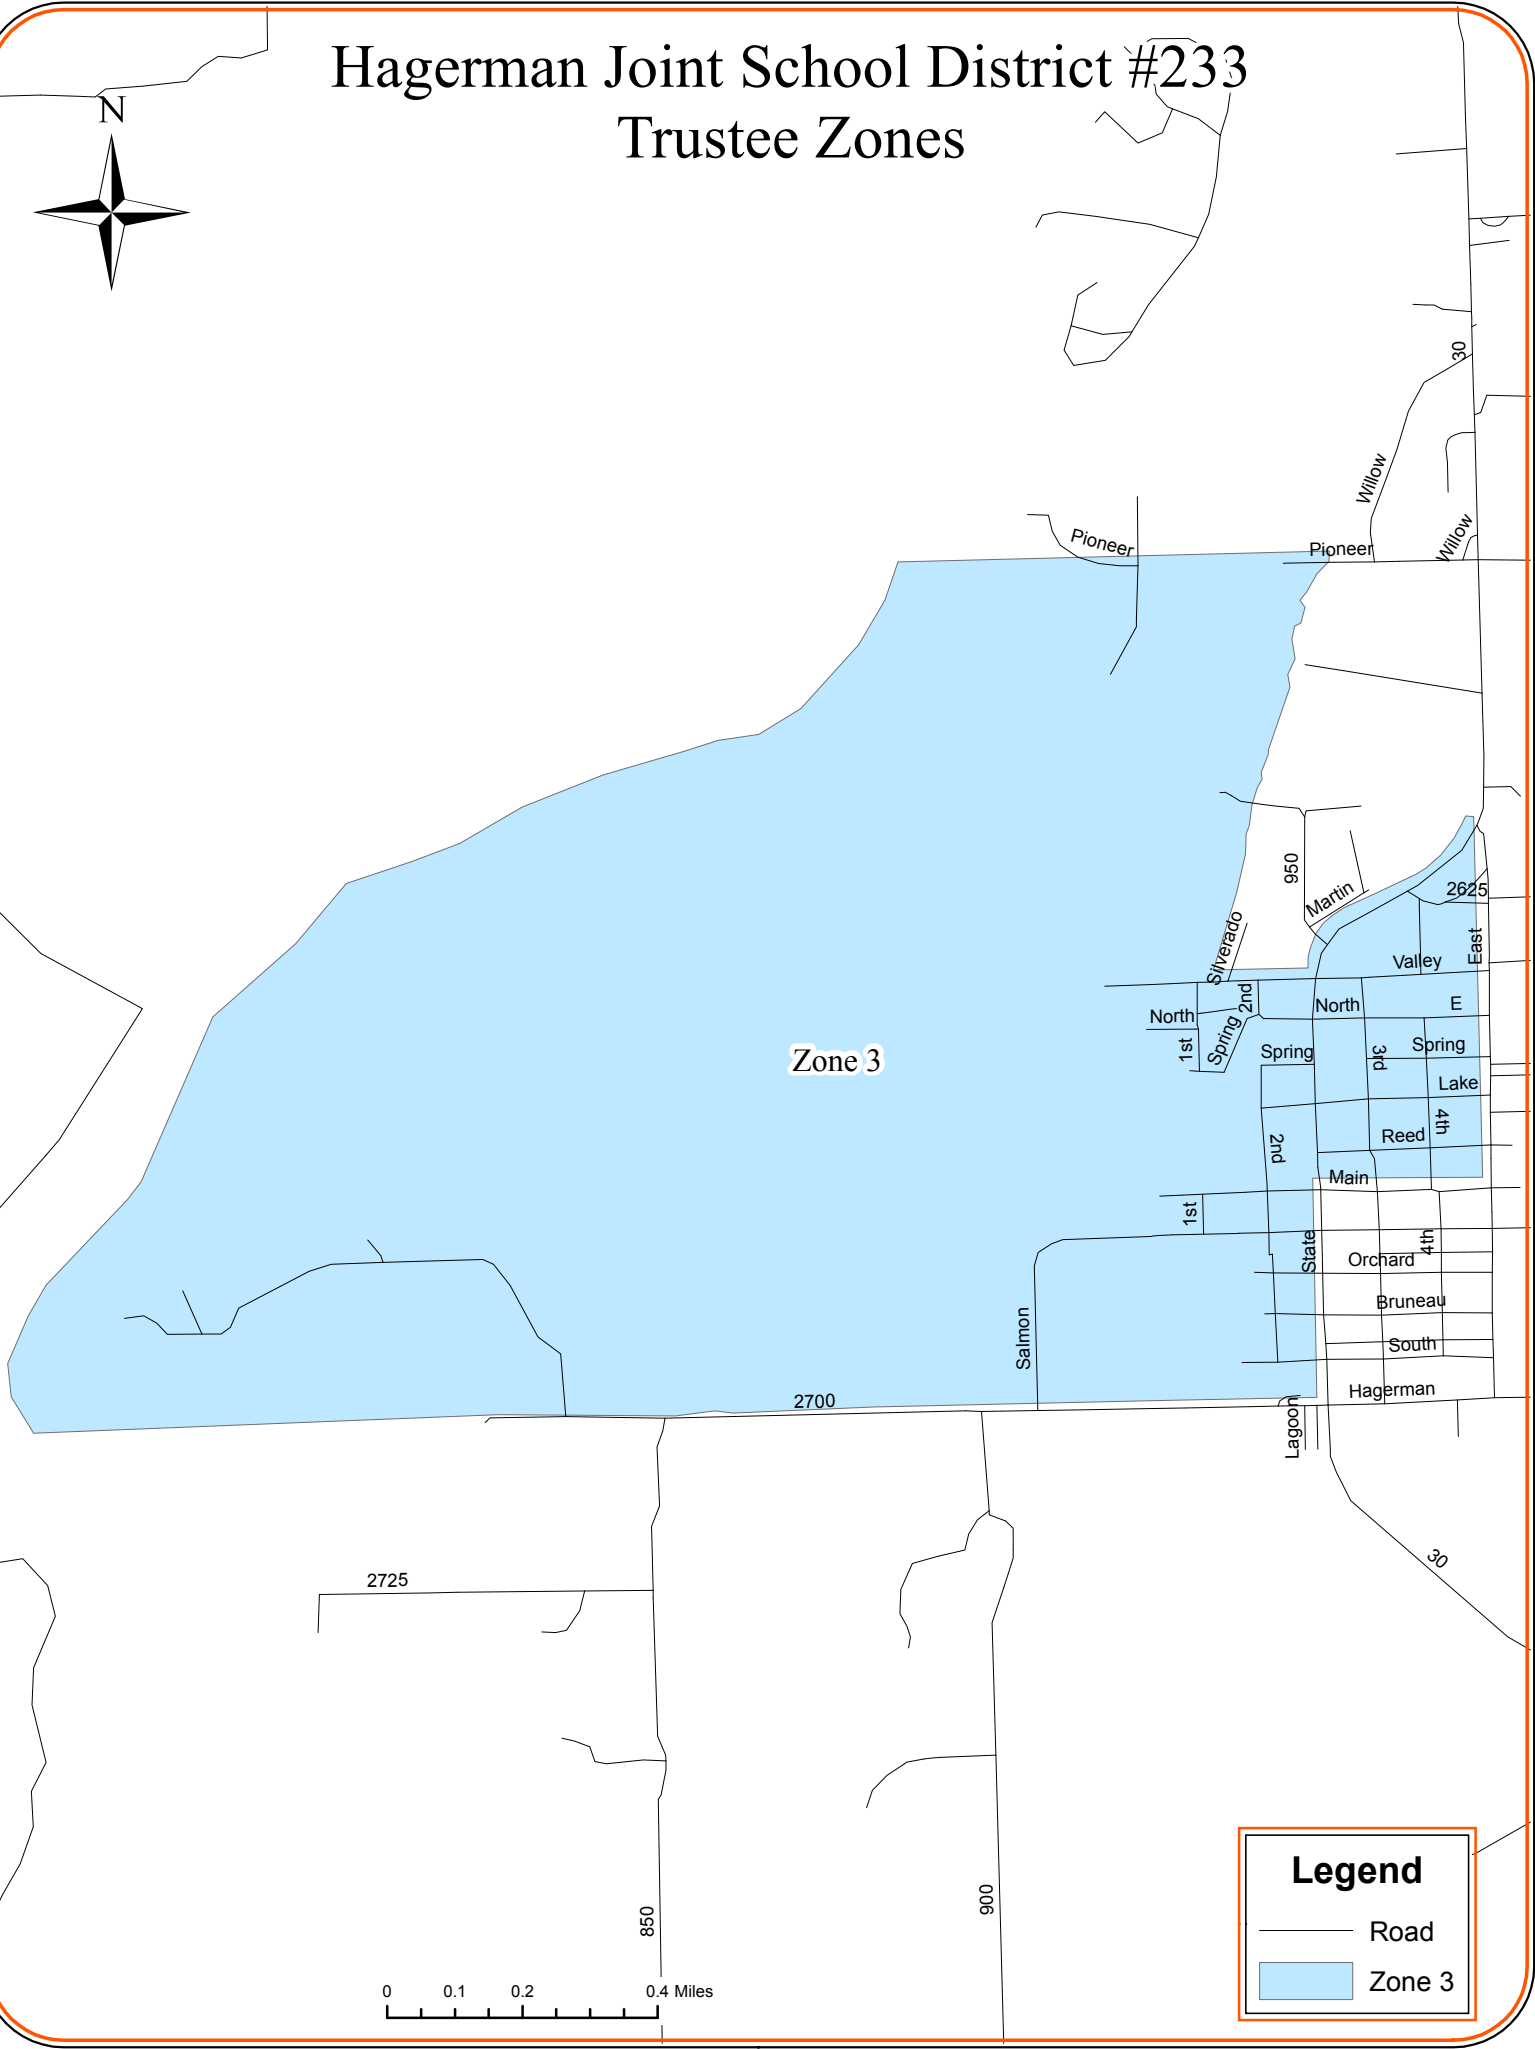 Hagerman Joint School District #233
Trustee Zones
N
30
Willow
Willow
Pioneer
Pioneer
950
Martin
2625
Silverado
East
Valley
2nd
North
North
E
Spring
1st
Spring
3rd
Spring
Zone 3
Lake
4th
2nd
Reed
Main
1st
State
4th
Orchard
Bruneau
Salmon
South
Hagerman
2700
Lagoon
30
2725
850
900
Legend
Road
Zone 3
0 0.1 0.2 0.4 Miles